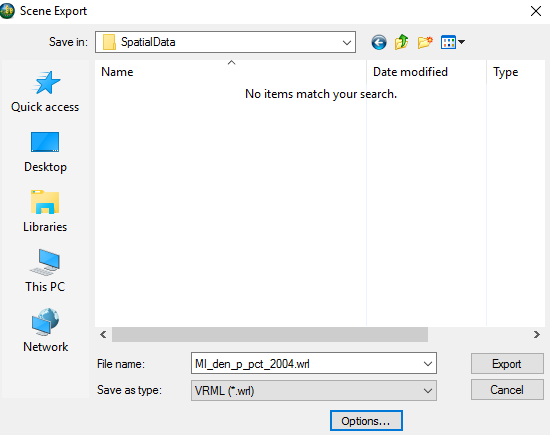 Scene Export
Save in: SpatialData
Name Date modified Type
No items match your search.
Quick access
Desktop
Libraries
This PC
Network
File name: MI_den_p_pct_2004.wrl Export
Save as type: VRML (*.wrl) Cancel
Options...